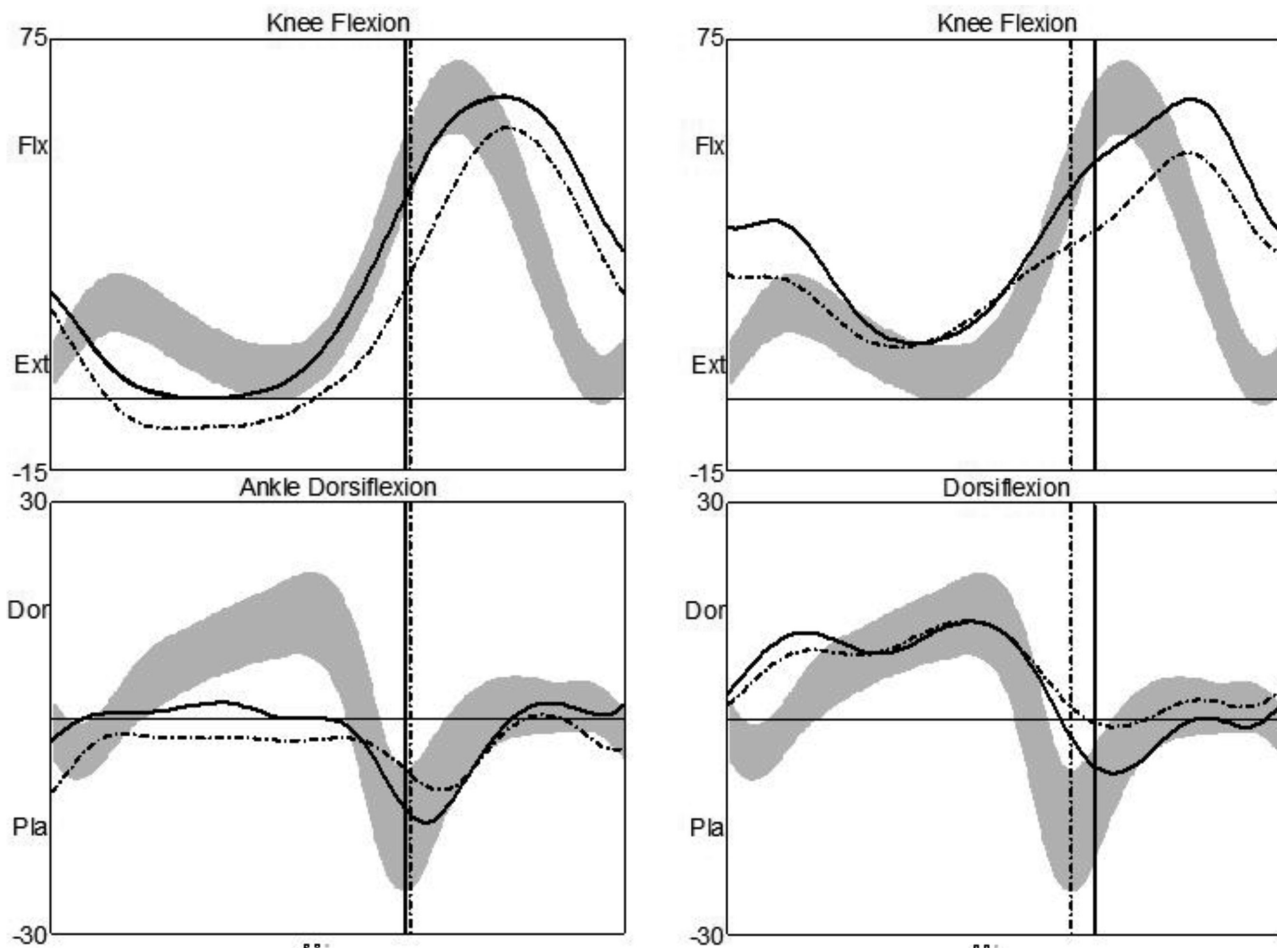 Knee Flexion
75
Flx
Ext
-15
Knee Flexion
75
Flx
Ext
-15
Ankle Dorsiflexion
30
Dor
Pla
-30
Dorsiflexion
30
Dor
Pla
-30